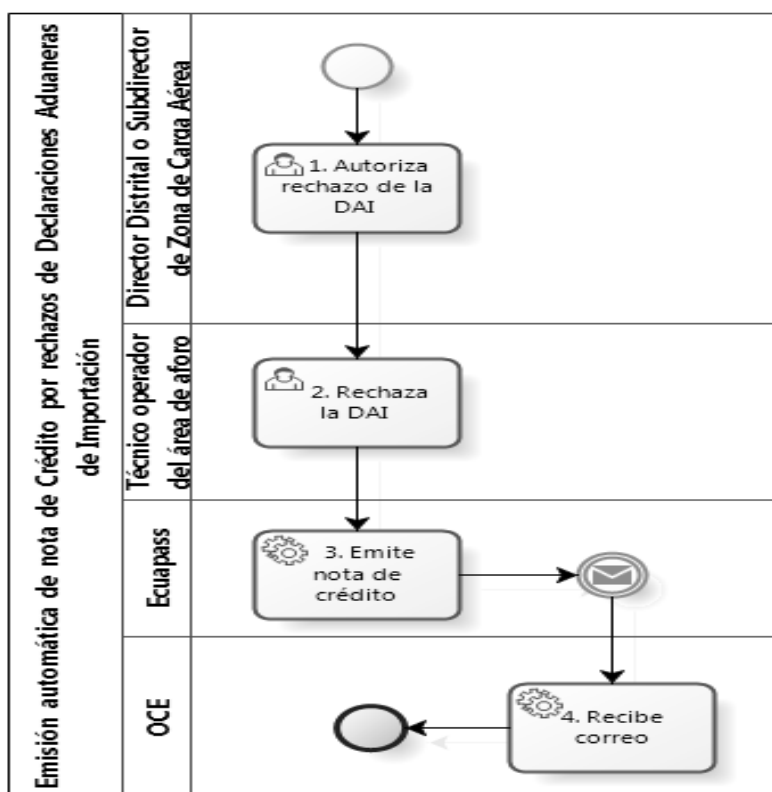 Emisión automática de nota de Crédito por rechazos de Declaraciones Aduaneras
de Importación
Director Distrital o Subdirector
de Zona de Carga Aérea
1. Autoriza
rechazo de la
DAI
Técnico operador
del área de aforo
2. Rechaza
la DAI
Ecuapass
3. Emite
nota de
crédito
OCE
4. Recibe
correo